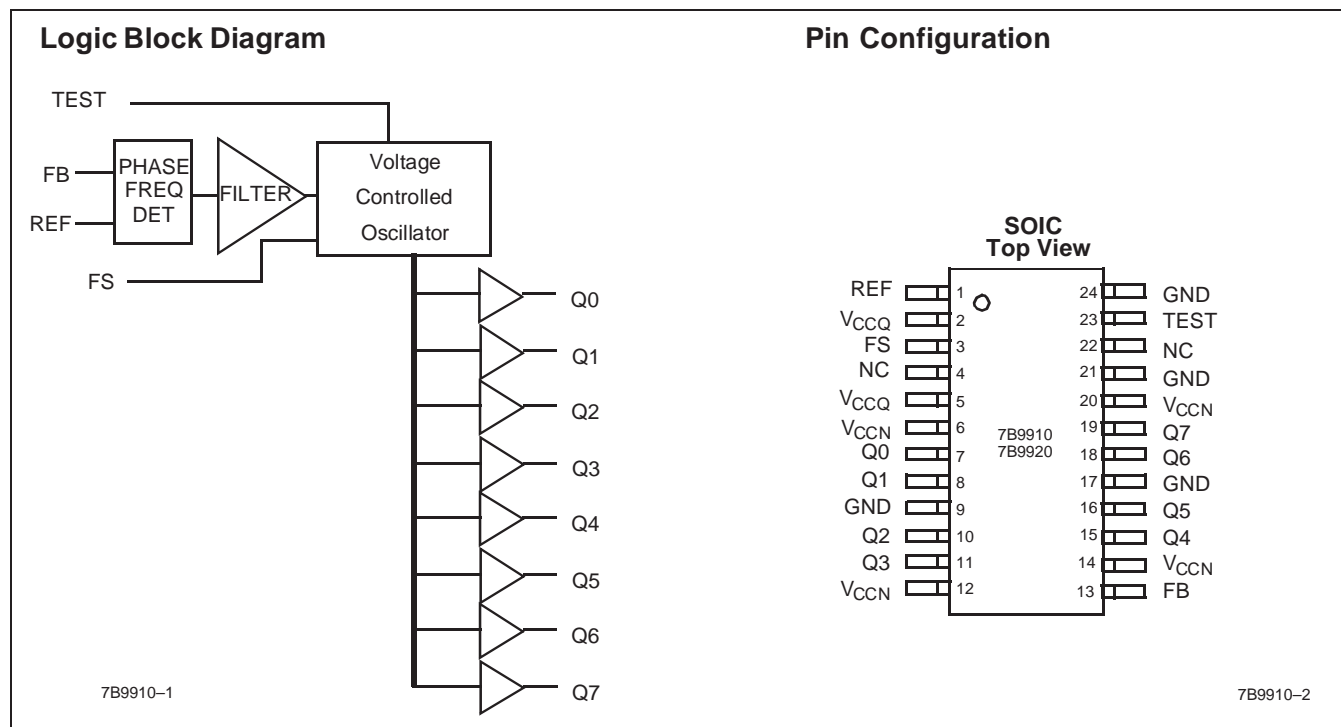 Logic Block Diagram
TEST
FB
REF
PHASE
FREQ
DET
FILTER
Voltage
Controlled
Oscillator
FS
Q0
Q1
Q2
Q3
Q4
Q5
Q6
Q7
7B9910–1
Pin Configuration
SOIC
Top View
REF 1 24 GND
VCCQ 2 23 TEST
FS 3 22 NC
NC 4 21 GND
VCCQ 5 20 VCCN
VCCN 6 19 Q7
Q0 7 18 Q6
Q1 8 17 GND
GND 9 16 Q5
Q2 10 15 Q4
Q3 11 14 VCCN
VCCN 12 13 FB
7B9910
7B9920
7B9910–2